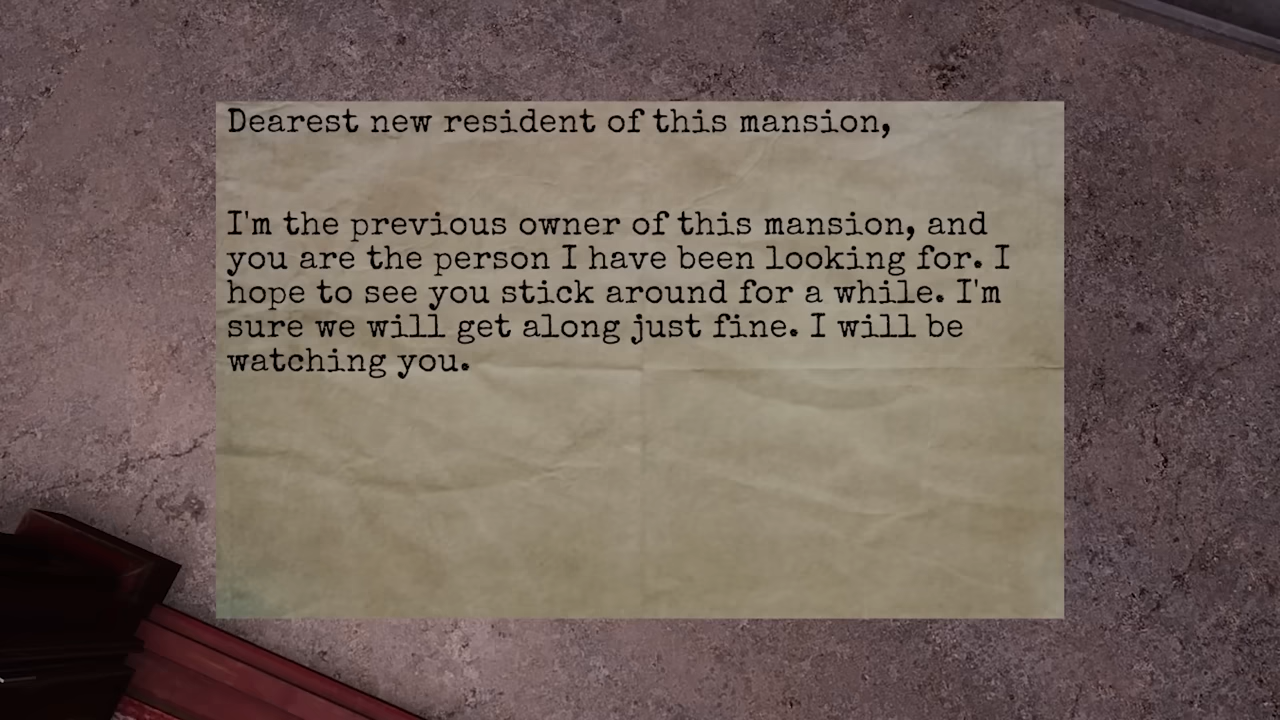 Dearest new resident of this mansion,
I'm the previous owner of this mansion, and
you are the person I have been looking for. I
hope to see you stick around for a while. I'm
sure we will get along just fine. I will be
watching you.